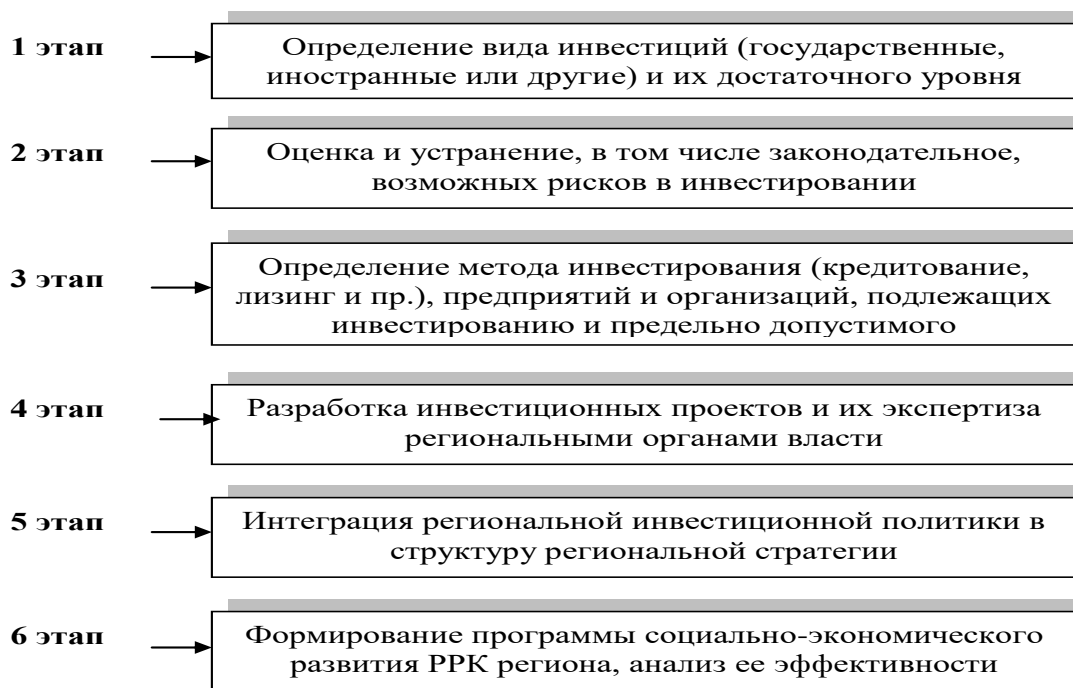 1 этап
Определение вида инвестиций (государственные,
иностранные или другие) и их достаточного уровня
2 этап
Оценка и устранение, в том числе законодательное,
возможных рисков в инвестировании
3 этап
Определение метода инвестирования (кредитование,
лизинг и пр.), предприятий и организаций, подлежащих
инвестированию и предельно допустимого
4 этап
Разработка инвестиционных проектов и их экспертиза
региональными органами власти
5 этап
Интеграция региональной инвестиционной политики в
структуру региональной стратегии
6 этап
Формирование программы социально-экономического
развития РРК региона, анализ ее эффективности